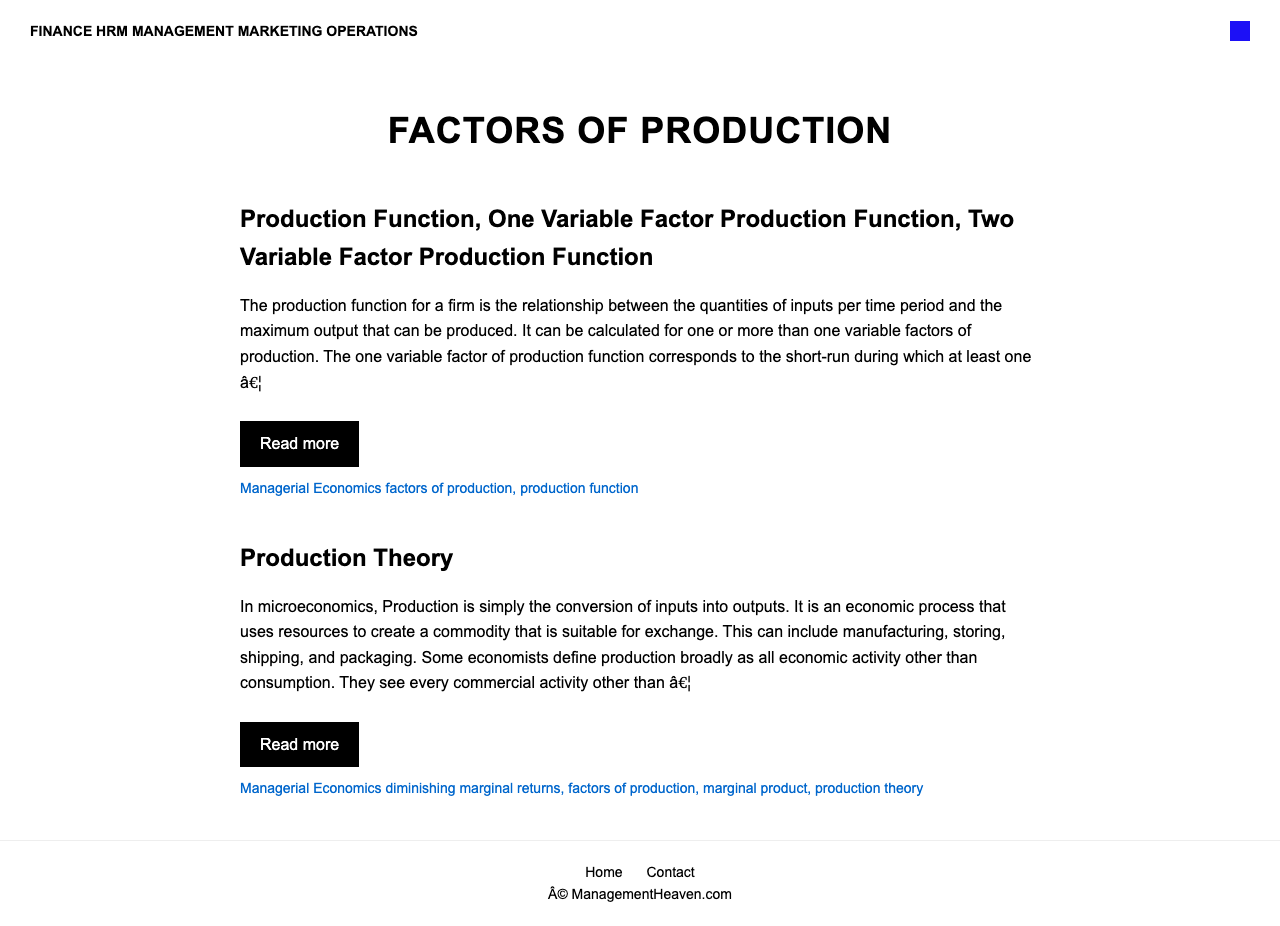 FINANCE HRM MANAGEMENT MARKETING OPERATIONS
FACTORS OF PRODUCTION
Production Function, One Variable Factor Production Function, Two
Variable Factor Production Function
The production function for a firm is the relationship between the quantities of inputs per time period and the
maximum output that can be produced. It can be calculated for one or more than one variable factors of
production. The one variable factor of production function corresponds to the short-run during which at least one
â€¦
Read more
Managerial Economics factors of production, production function
Production Theory
In microeconomics, Production is simply the conversion of inputs into outputs. It is an economic process that
uses resources to create a commodity that is suitable for exchange. This can include manufacturing, storing,
shipping, and packaging. Some economists define production broadly as all economic activity other than
consumption. They see every commercial activity other than â€¦
Read more
Managerial Economics diminishing marginal returns, factors of production, marginal product, production theory
Home Contact
Â© ManagementHeaven.com